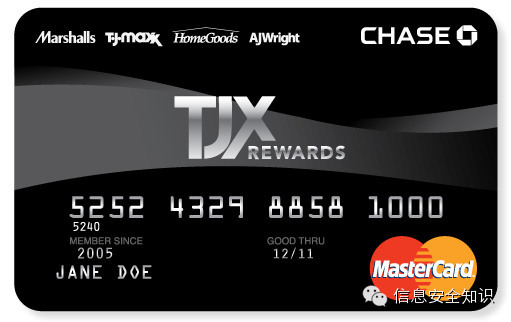 Marshalls T·J·maxx HomeGoods AJWright CHASE
TJX
REWARDS
5252 4329 8858 1000
5240
MEMBER SINCE GOOD THRU
2005 12/11
JANE DOE
MasterCard
信息安全知识